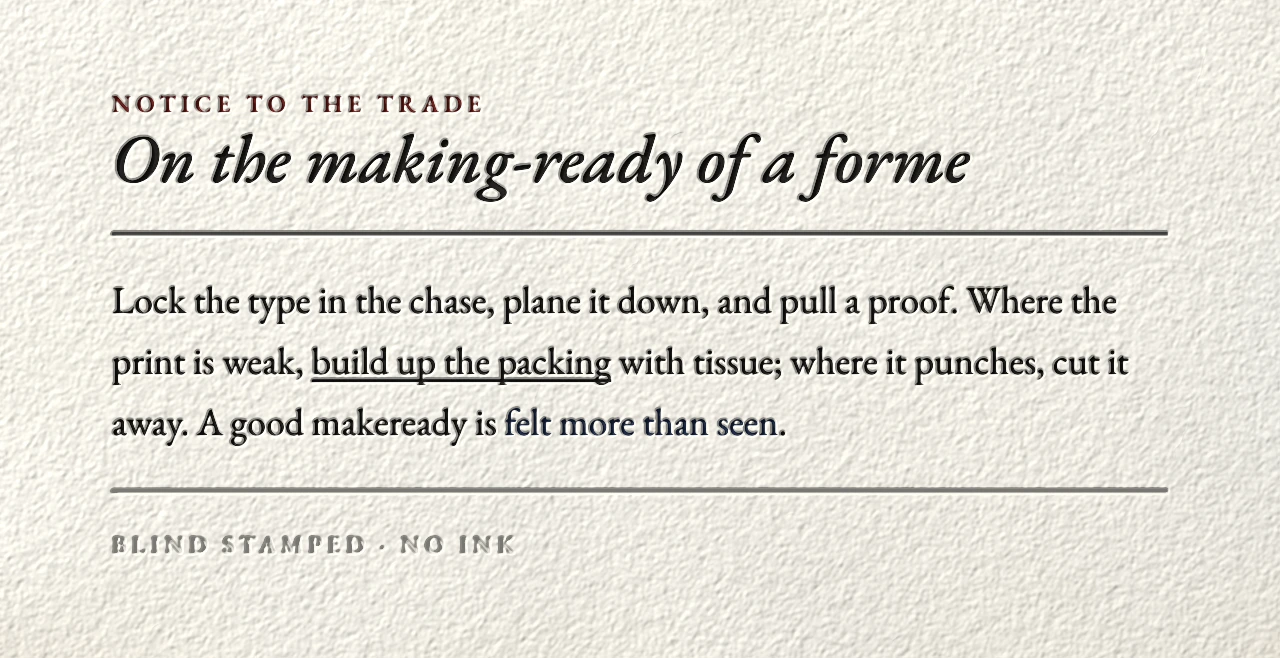 NOTICE TO THE TRADE
On the making-ready of a forme
Lock the type in the chase, plane it down, and pull a proof. Where the
print is weak, build up the packing with tissue; where it punches, cut it
away. A good makeready is felt more than seen.
BLIND STAMPED · NO INK